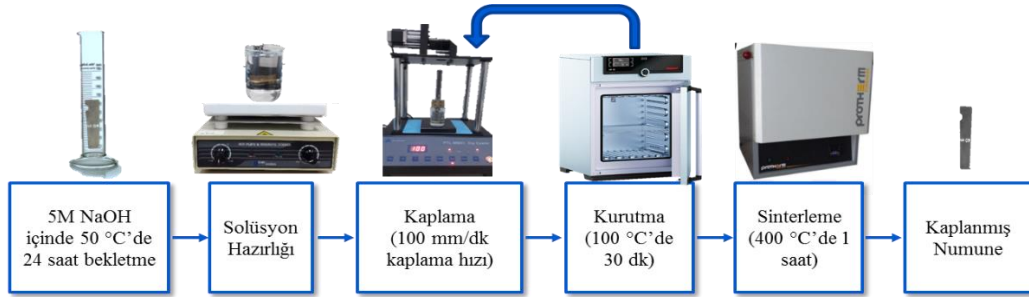 protherm
100
5M NaOH
içinde 50 °C'de
24 saat bekletme
Solüsyon
Hazırlığı
Kaplama
(100 mm/dk
kaplama hızı)
Kurutma
(100 °C'de
30 dk)
Sinterleme
(400 °C'de 1
saat)
Kaplanmış
Numune